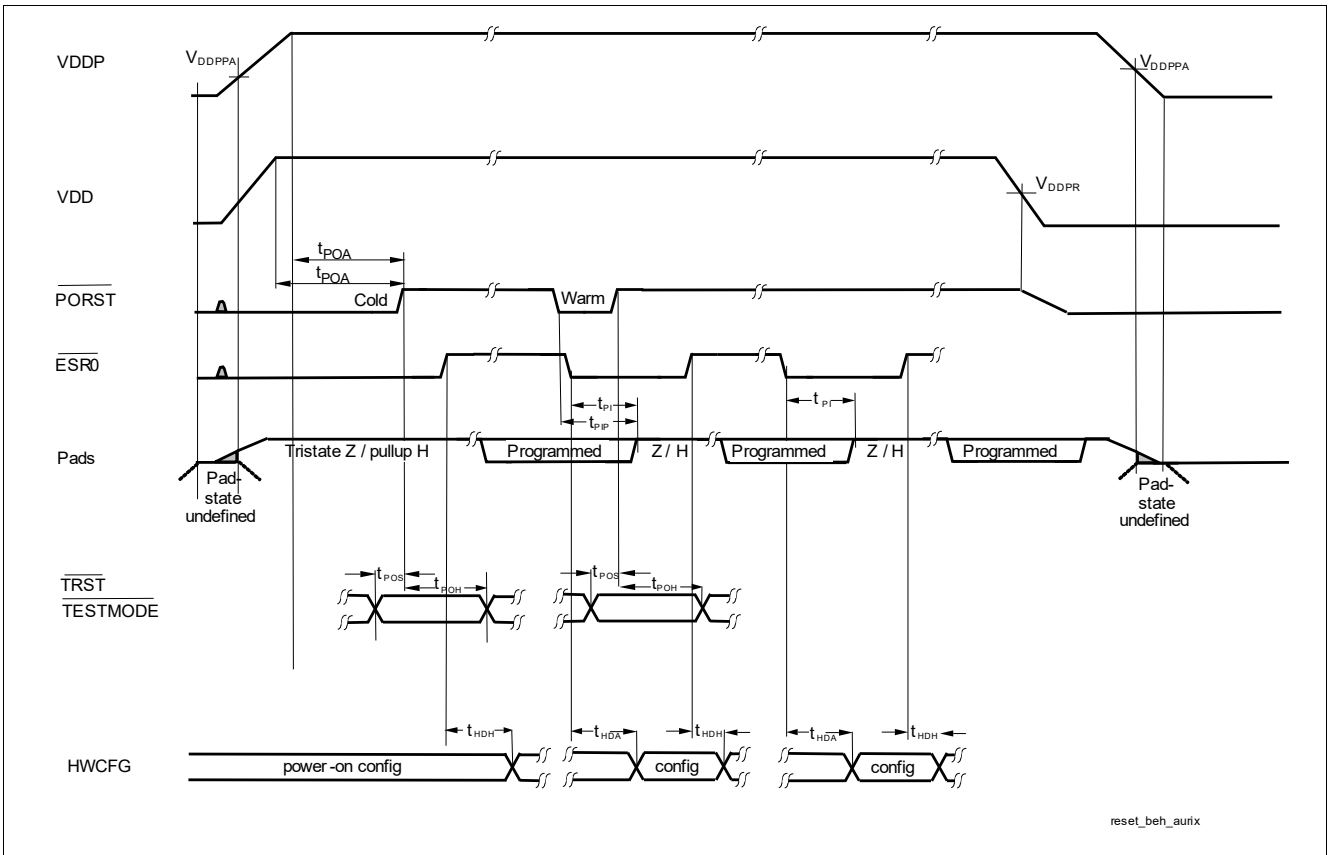 VDDP
VDDPPA
VDDPPA
VDD
VDDPR
tPOA
tPOA
PORST
Cold
Warm
ESR0
tPI
tPIP
tPI
Pads
Tristate Z / pullup H
Programmed
Z / H
Programmed
Z / H
Programmed
Pad-
state
undefined
Pad-
state
undefined
TRST
TESTMODE
tPOS
tPOH
tPOS
tPOH
tHDH
tHDA
tHDH
tHDA
tHDH
HWCFG
power-on config
config
config
reset_beh_aurix